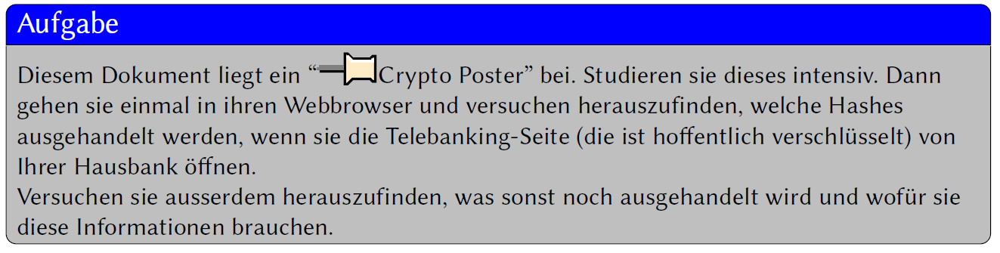 Aufgabe
Diesem Dokument liegt ein “Crypto Poster” bei. Studieren sie dieses intensiv. Dann
gehen sie einmal in ihren Webbrowser und versuchen herauszufinden, welche Hashes
ausgehandelt werden, wenn sie die Telebanking-Seite (die ist hoffentlich verschlüsselt) von
Ihrer Hausbank öffnen.
Versuchen sie ausserdem herauszufinden, was sonst noch ausgehandelt wird und wofür sie
diese Informationen brauchen.